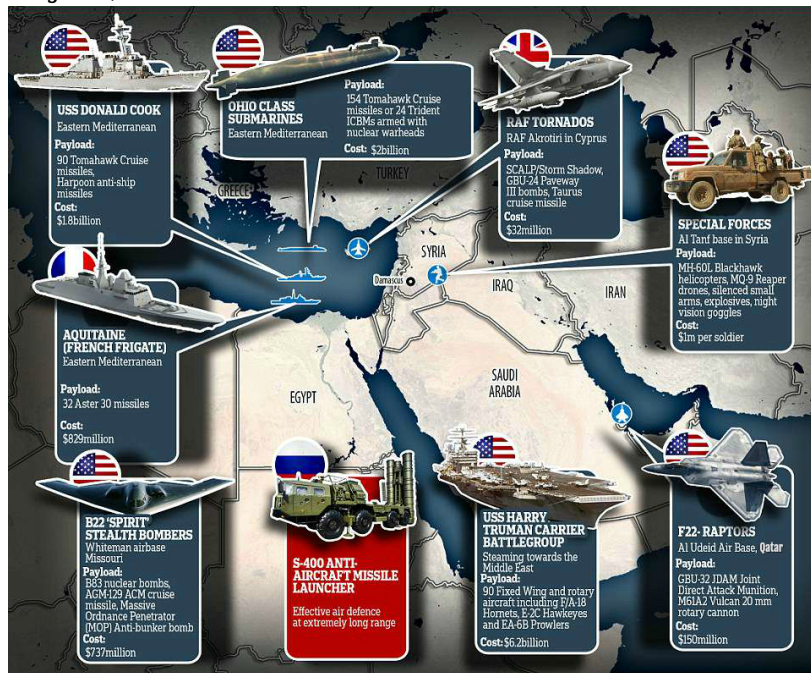 USS DONALD COOK
Eastern Mediterranean
Payload:
90 Tomahawk Cruise
missiles,
Harpoon anti-ship
missiles
Cost:
$1.8billion
OHIO CLASS
SUBMARINES
Eastern Mediterranean
Payload:
154 Tomahawk Cruise
missiles or 24 Trident
ICBMs armed with
nuclear warheads
Cost: $2billion
RAF TORNADOS
RAF Akrotiri in Cyprus
Payload:
SCALP/Storm Shadow,
GBU-24 Paveway
III bombs, Taurus
cruise missile
Cost:
$32million
SPECIAL FORCES
Al Tanf base in Syria
Payload:
MH-60L Blackhawk
helicopters, MQ-9 Reaper
drones, silenced small
arms, explosives, night
vision goggles
Cost:
$1m per soldier
GREECE
TURKEY
SYRIA
Damascus
IRAQ
IRAN
EGYPT
SAUDI
ARABIA
AQUITAINE
(FRENCH FRIGATE)
Eastern Mediterranean
Payload:
32 Aster 30 missiles
Cost:
$829million
B22 'SPIRIT'
STEALTH BOMBERS
Whiteman airbase
Missouri
Payload:
B83 nuclear bombs,
AGM-129 ACM cruise
missile, Massive
Ordnance Penetrator
(MOP) Anti-bunker bomb
Cost:
$737million
S-400 ANTI-
AIRCRAFT MISSILE
LAUNCHER
Effective air defence
at extremely long range
USS HARRY
TRUMAN CARRIER
BATTLEGROUP
Steaming towards the
Middle East
Payload:
90 Fixed Wing and rotary
aircraft including F/A-18
Hornets, E-2C Hawkeyes
and EA-6B Prowlers
Cost: $6.2billion
F22- RAPTORS
Al Udeid Air Base, Qatar
Payload:
GBU-32 JDAM Joint
Direct Attack Munition,
M61A2 Vulcan 20 mm
rotary cannon
Cost:
$150million